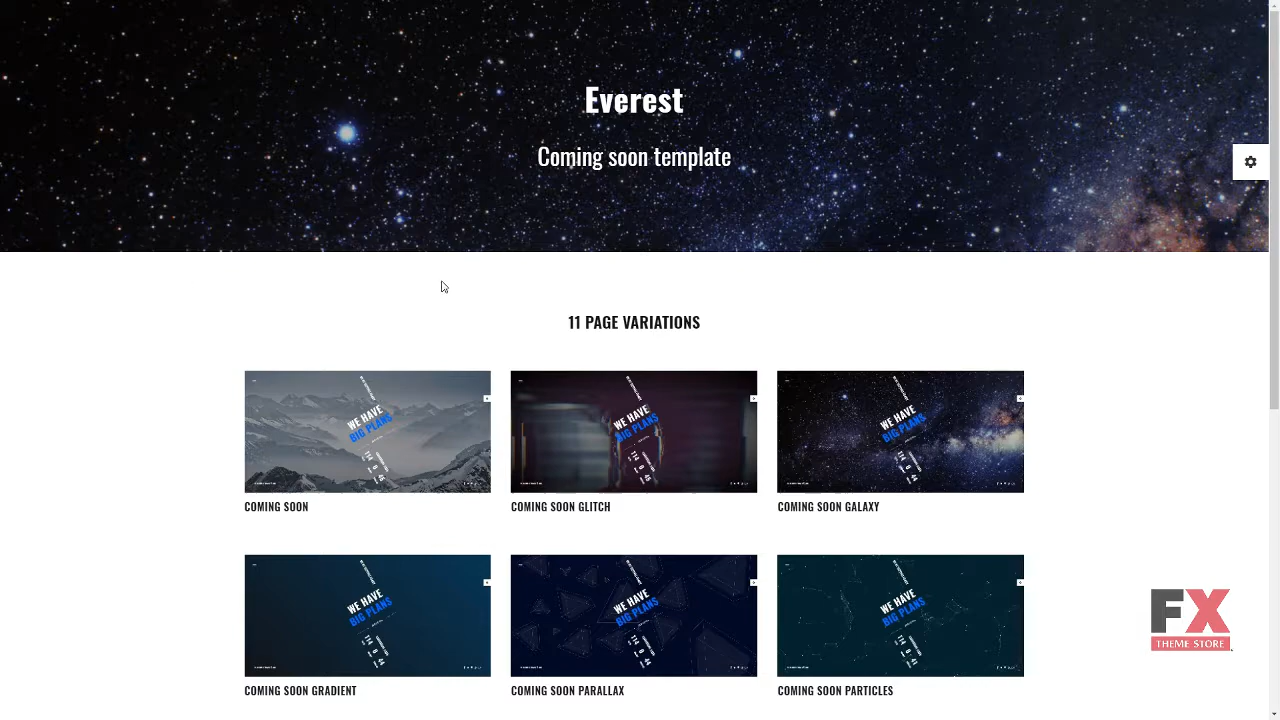 Everest
Coming soon template
11 PAGE VARIATIONS
WE HAVE
BIG PLANS
WE HAVE
BIG PLANS
WE HAVE
BIG PLANS
COMING SOON
COMING SOON GLITCH
COMING SOON GALAXY
WE HAVE
BIG PLANS
WE HAVE
BIG PLANS
WE HAVE
BIG PLANS
COMING SOON GRADIENT
COMING SOON PARALLAX
COMING SOON PARTICLES
FX
THEME STORE